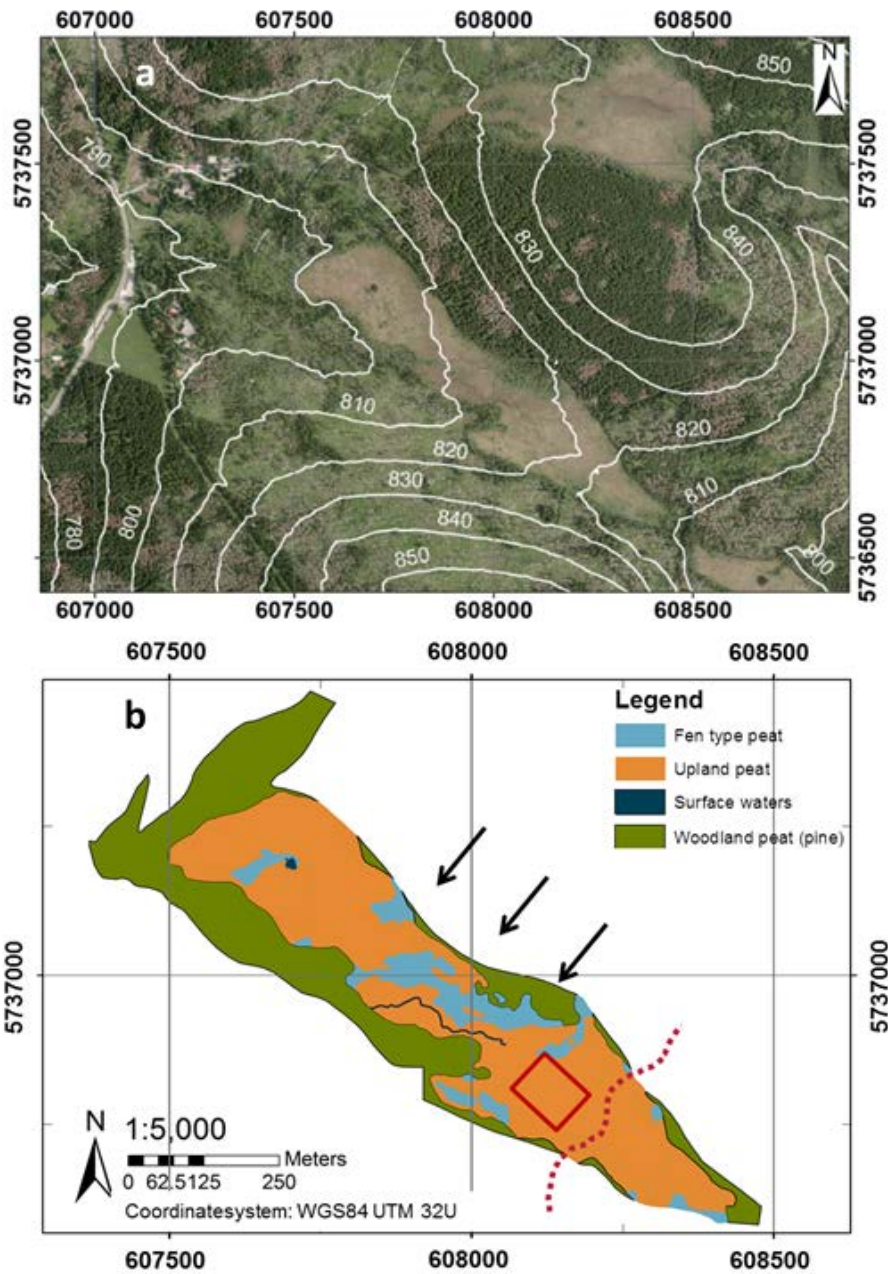 607000 607500 608000 608500
a
N
850
790
5737500
5737500
830
840
5737000
5737000
810
820
820
830
810
840
800
780
850
800
5736500
5736500
607000 607500 608000 608500
607500 608000 608500
b
Legend
Fen type peat
Upland peat
Surface waters
Woodland peat (pine)
5737000
5737000
N
1:5,000
Meters
0 62.5 125 250
Coordinatesystem: WGS84 UTM 32U
607500 608000 608500